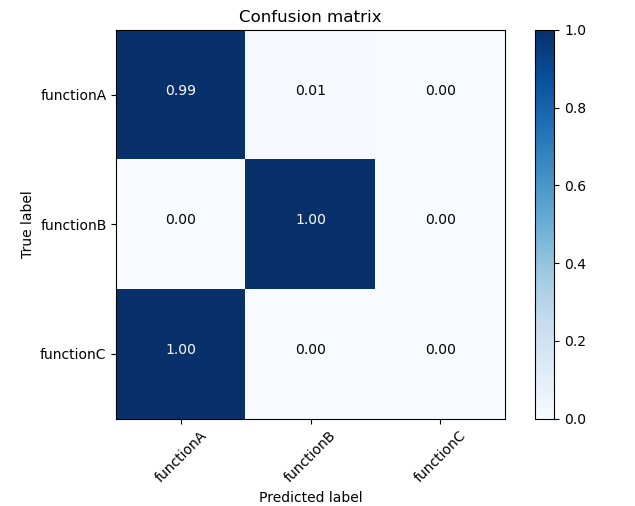 Confusion matrix
True label
functionA
0.99 0.01 0.00
functionB
0.00 1.00 0.00
functionC
1.00 0.00 0.00
functionA functionB functionC
Predicted label
1.0
0.8
0.6
0.4
0.2
0.0